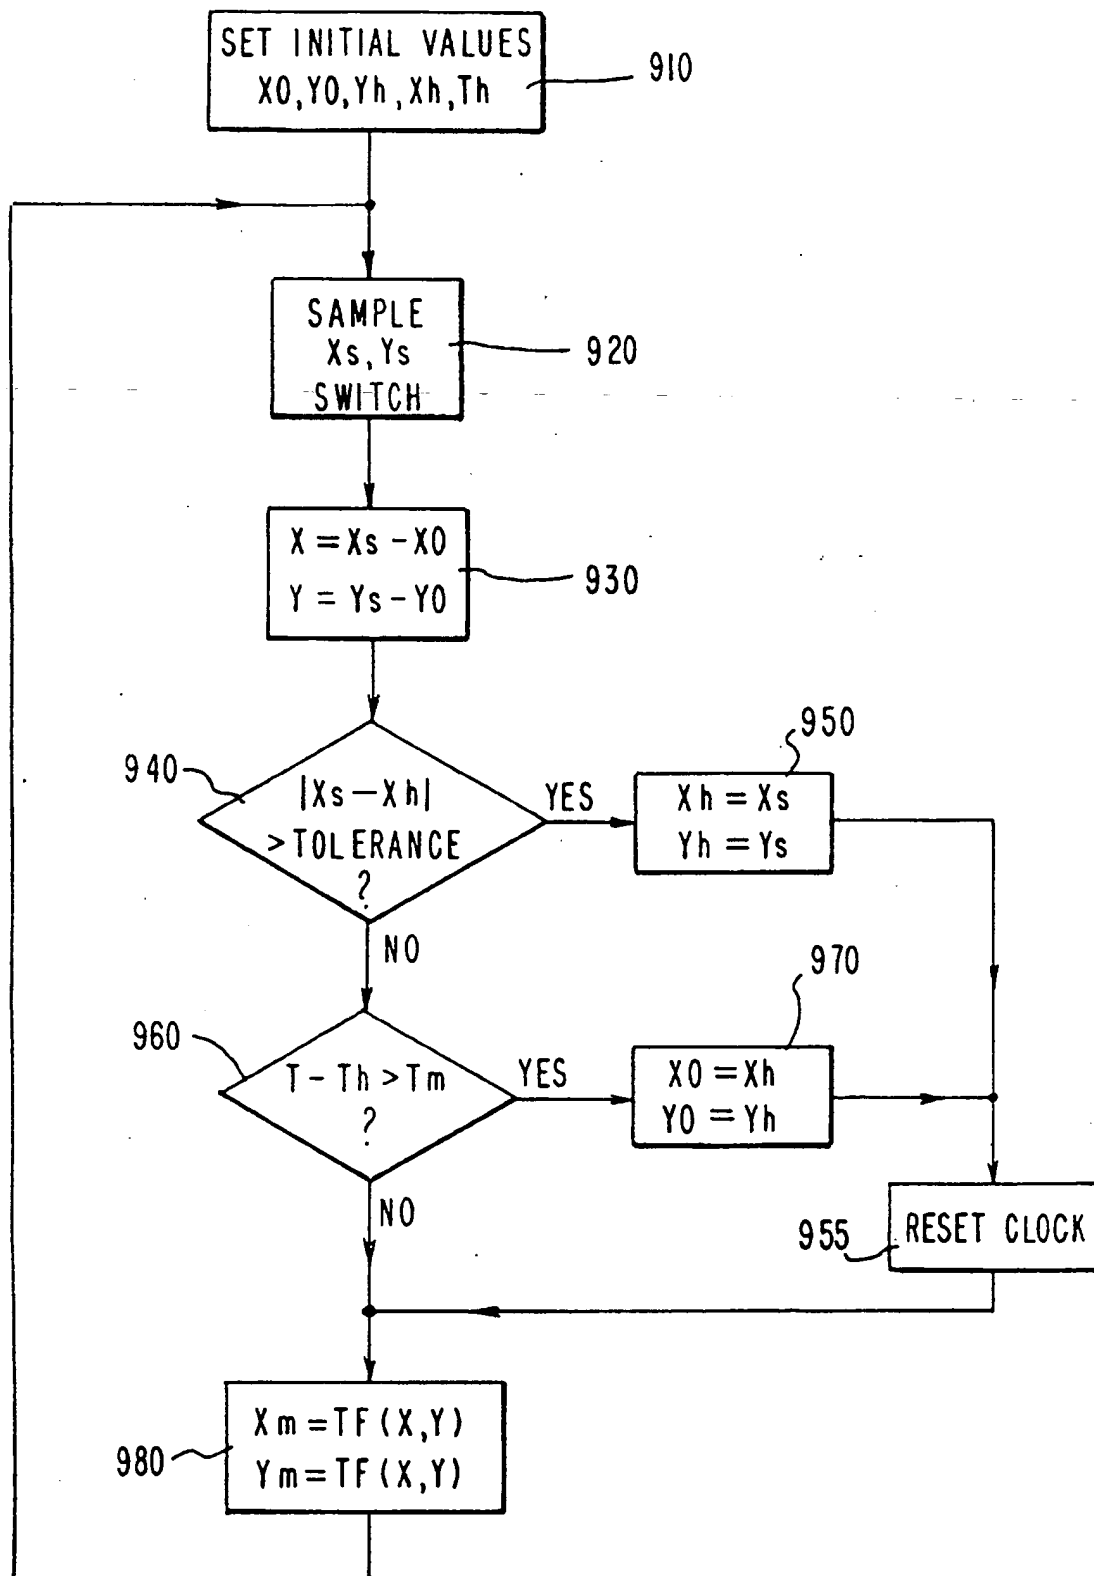 SET INITIAL VALUES
X0, Y0, Yh, Xh, Th
910
SAMPLE
Xs, Ys
SWITCH
920
X = Xs - X0
Y = Ys - Y0
930
940
|Xs - Xh|
> TOLERANCE
?
YES
NO
950
Xh = Xs
Yh = Ys
960
T - Th > Tm
?
YES
NO
970
X0 = Xh
Y0 = Yh
955
RESET CLOCK
980
Xm = TF (X,Y)
Ym = TF (X,Y)